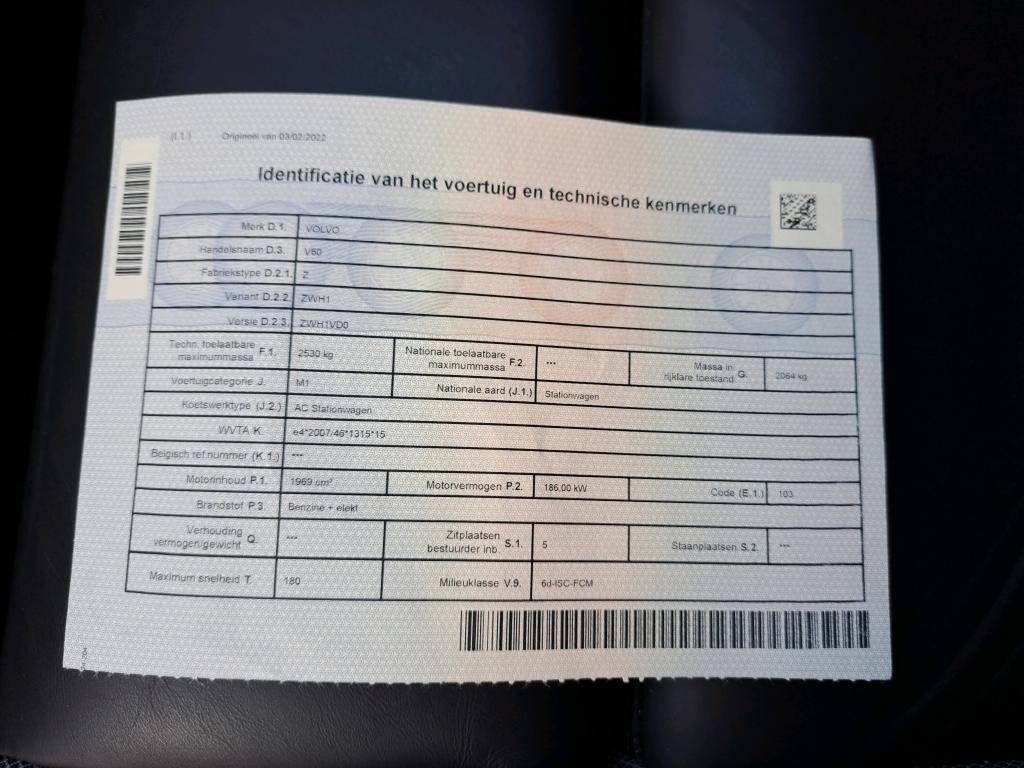 (I.1.) Origineel van 03/02/2022
Identificatie van het voertuig en technische kenmerken
Merk D.1. VOLVO
Handelsnaam D.3. V60
Fabriekstype D.2.1. Z
Variant D.2.2. ZWH1
Versie D.2.3. ZWH1VD0
Techn. toelaatbare maximummassa F.1. 2530 kg Nationale toelaatbare maximummassa F.2. *** Massa in rijklare toestand G. 2064 kg
Voertuigcategorie J. M1 Nationale aard (J.1.) Stationwagen
Koetswerktype (J.2.) AC Stationwagen
WVTA K. e4*2007/46*1315*15
Belgisch ref.nummer (K.1.) ***
Motorinhoud P.1. 1969 cm³ Motorvermogen P.2. 186.00 kW Code (E.1.) 103
Brandstof P.3. Benzine + elekt
Verhouding vermogen/gewicht Q. *** Zitplaatsen bestuurder inb. S.1. 5 Staanplaatsen S.2. ***
Maximum snelheid T. 180 Milieuklasse V.9. 6d-ISC-FCM